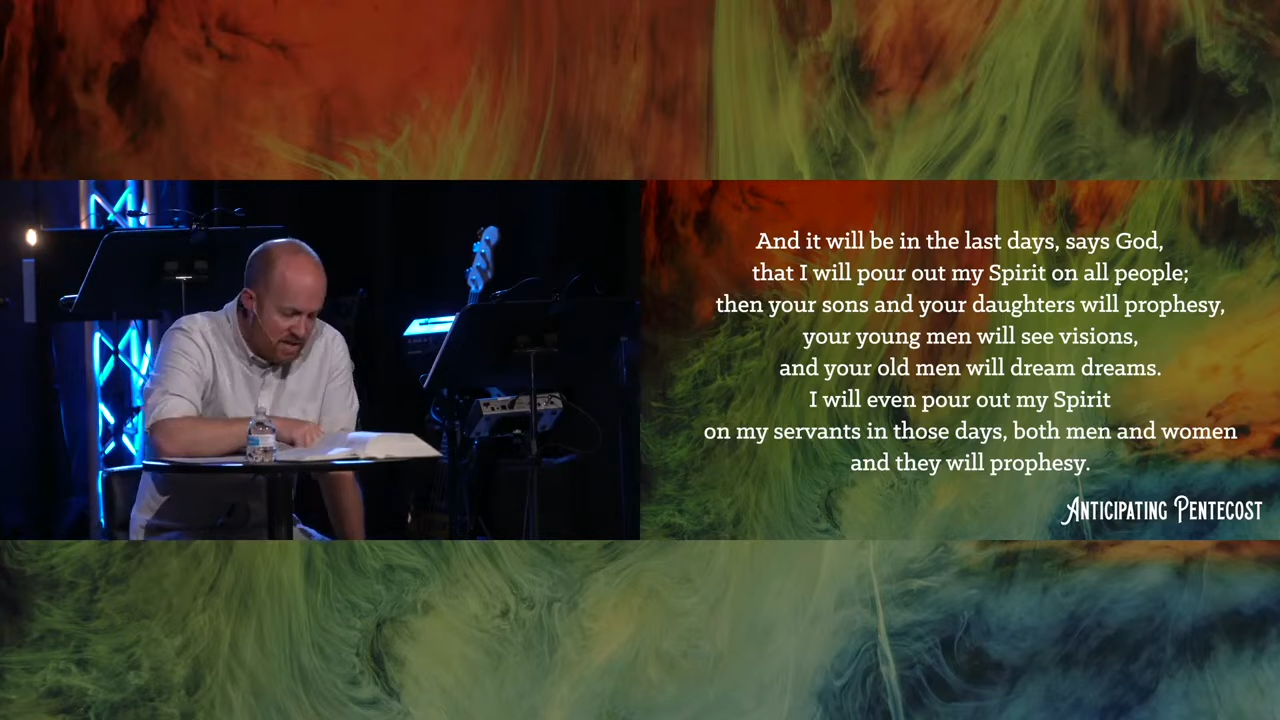 And it will be in the last days, says God,
that I will pour out my Spirit on all people;
then your sons and your daughters will prophesy,
your young men will see visions,
and your old men will dream dreams.
I will even pour out my Spirit
on my servants in those days, both men and women
and they will prophesy.
Anticipating Pentecost